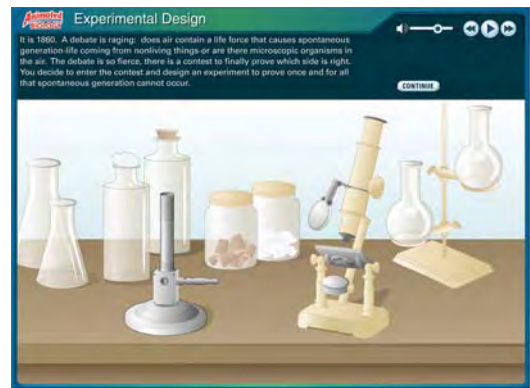 Animated Biology
Experimental Design
It is 1860. A debate is raging: does air contain a life force that causes spontaneous
generation-life coming from nonliving things-or are there microscopic organisms in
the air. The debate is so fierce, there is a contest to finally prove which side is right.
You decide to enter the contest and design an experiment to prove once and for all
that spontaneous generation cannot occur.
CONTINUE